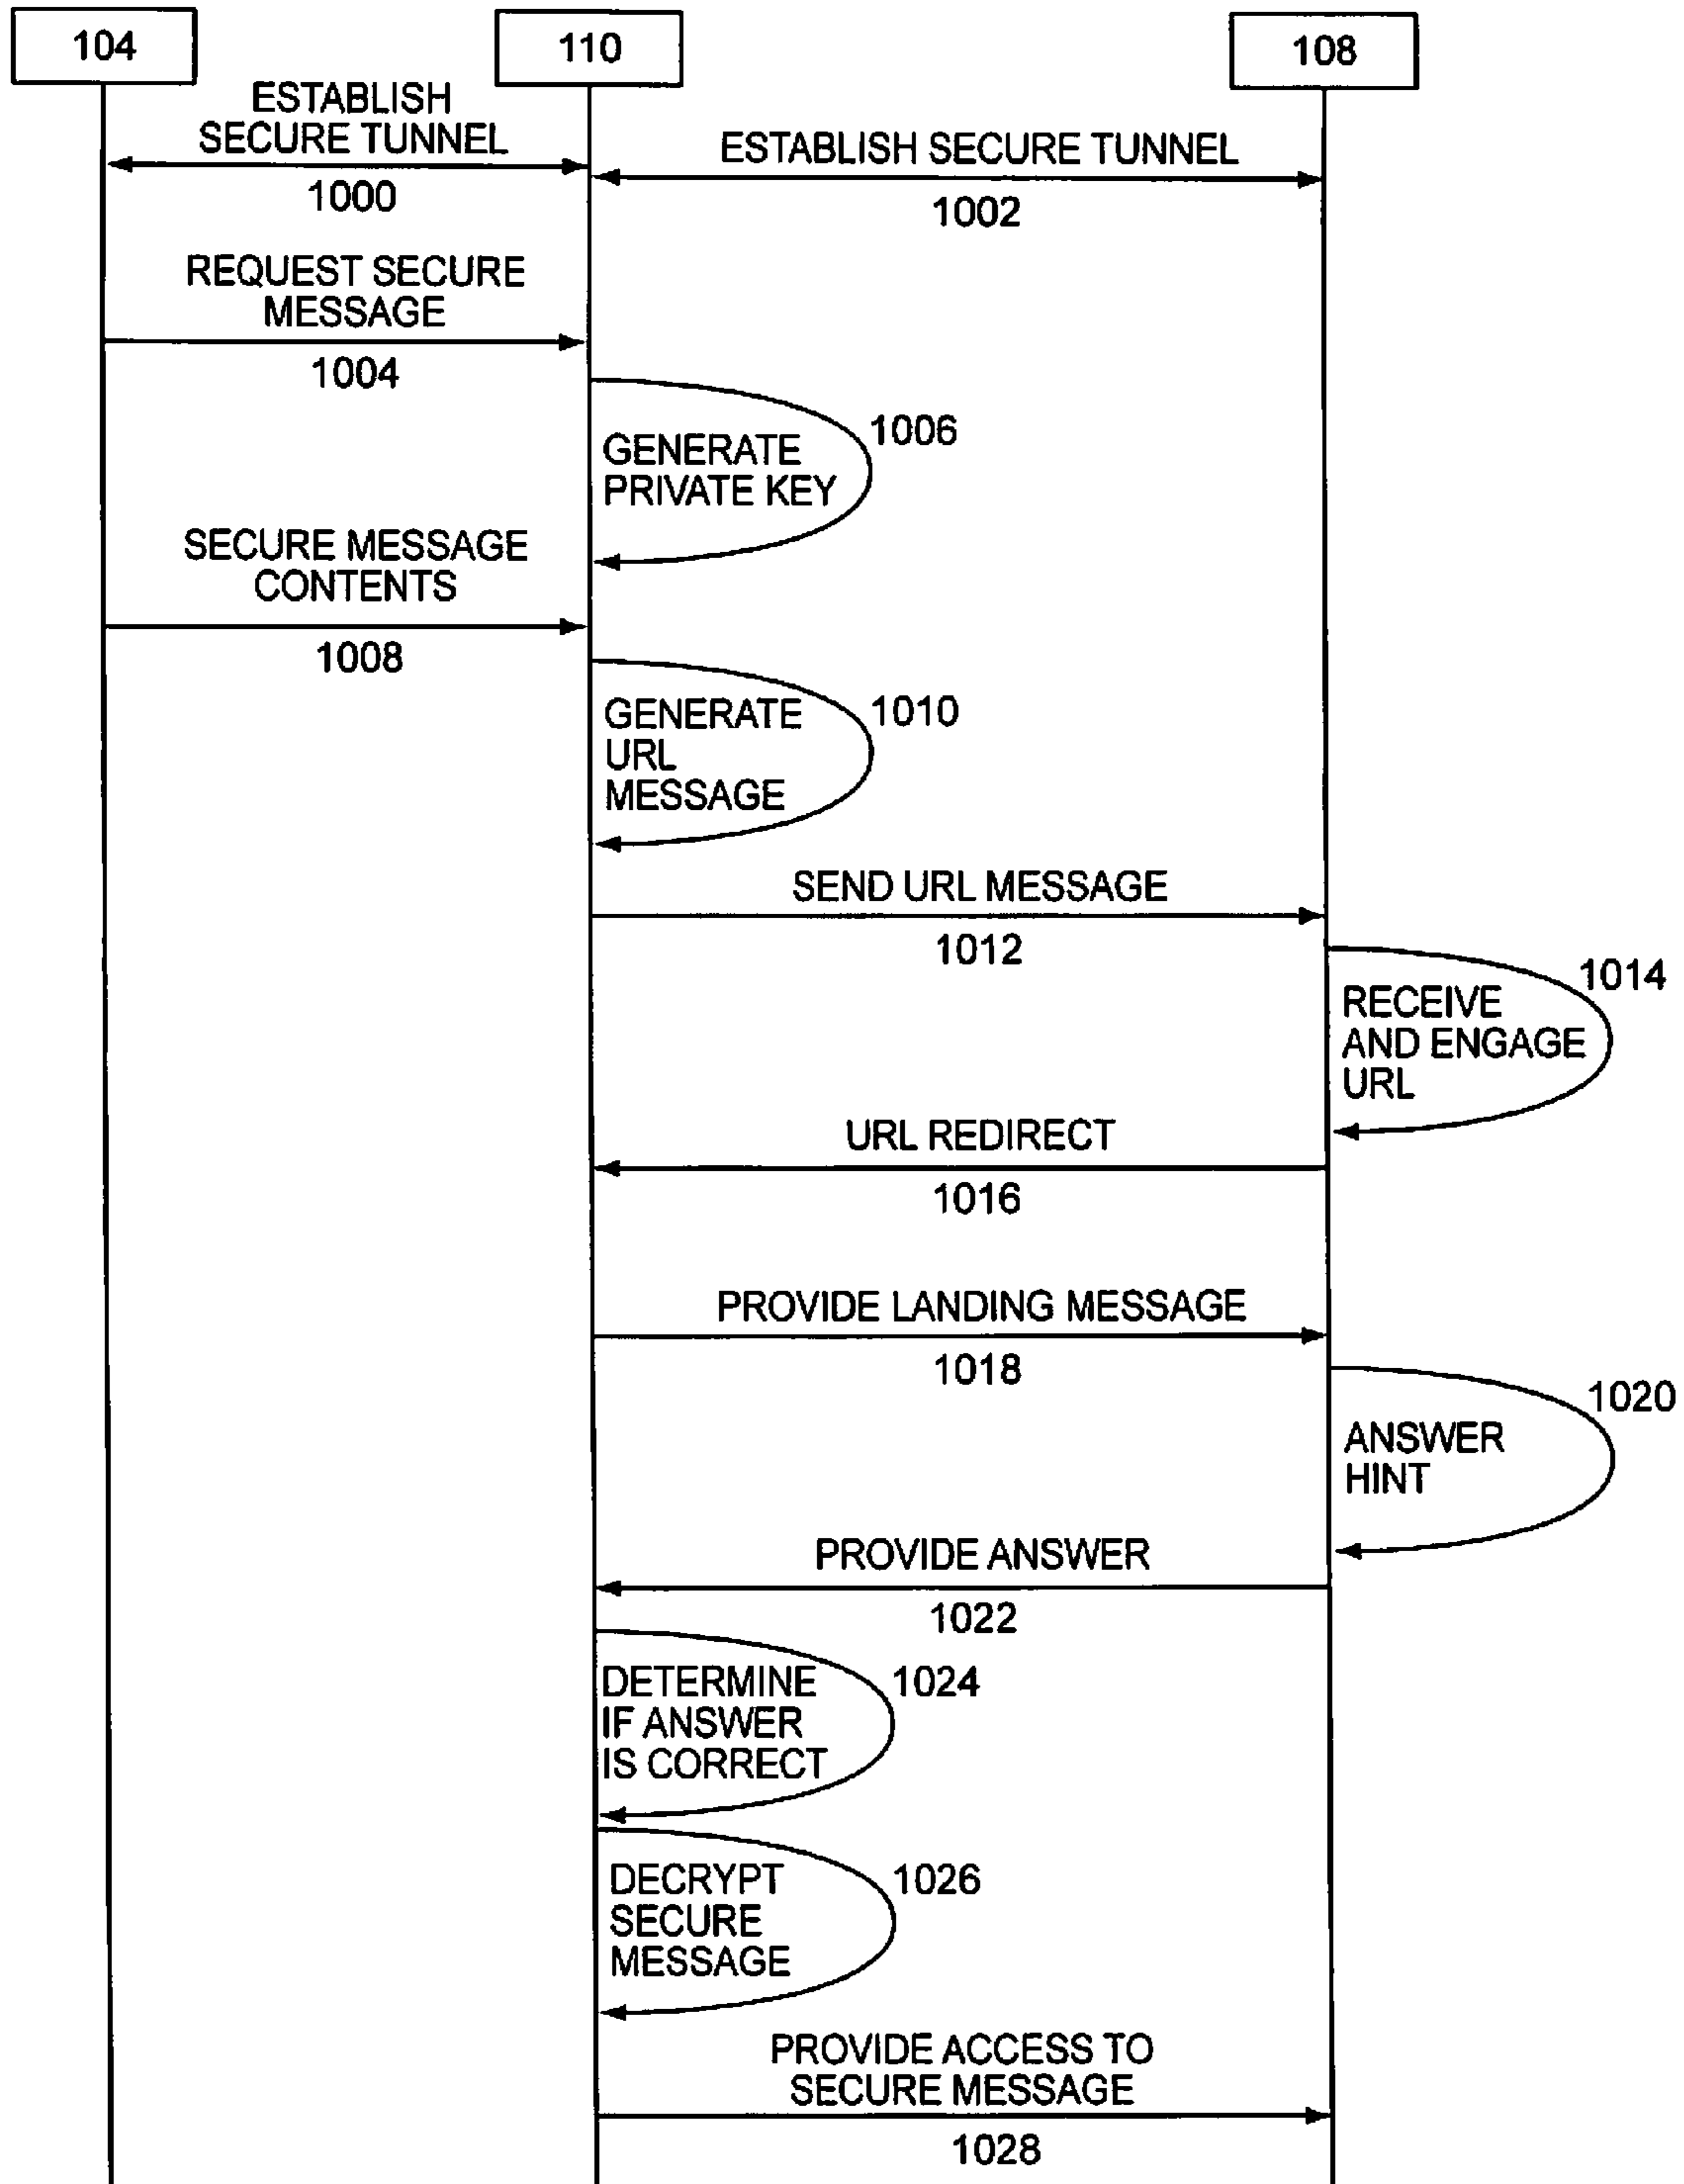 104
110
108
ESTABLISH
SECURE TUNNEL
1000
ESTABLISH SECURE TUNNEL
1002
REQUEST SECURE
MESSAGE
1004
GENERATE
PRIVATE KEY
1006
SECURE MESSAGE
CONTENTS
1008
GENERATE
URL
MESSAGE
1010
SEND URL MESSAGE
1012
RECEIVE
AND ENGAGE
URL
1014
URL REDIRECT
1016
PROVIDE LANDING MESSAGE
1018
ANSWER
HINT
1020
PROVIDE ANSWER
1022
DETERMINE
IF ANSWER
IS CORRECT
1024
DECRYPT
SECURE
MESSAGE
1026
PROVIDE ACCESS TO
SECURE MESSAGE
1028